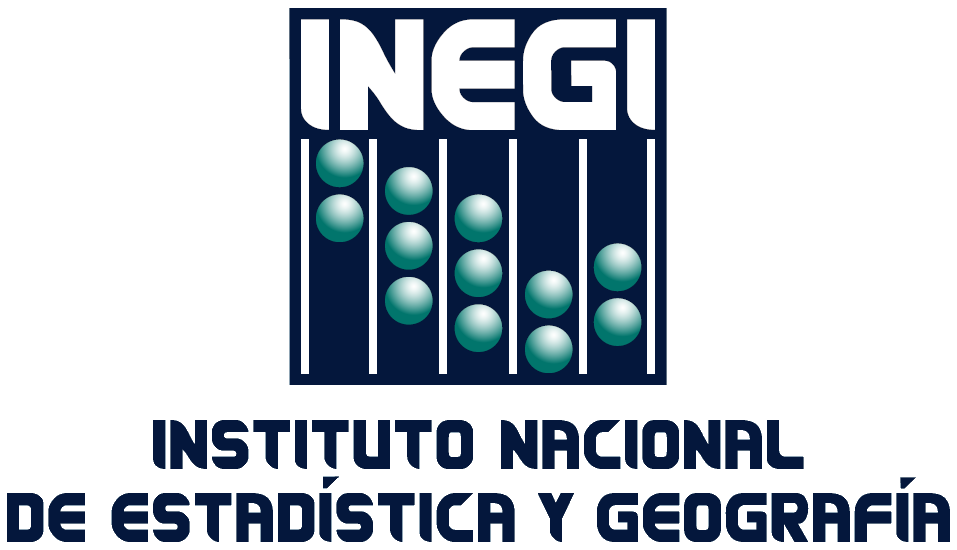 INEGI
INSTITUTO NACIONAL
DE ESTADÍSTICA Y GEOGRAFÍA